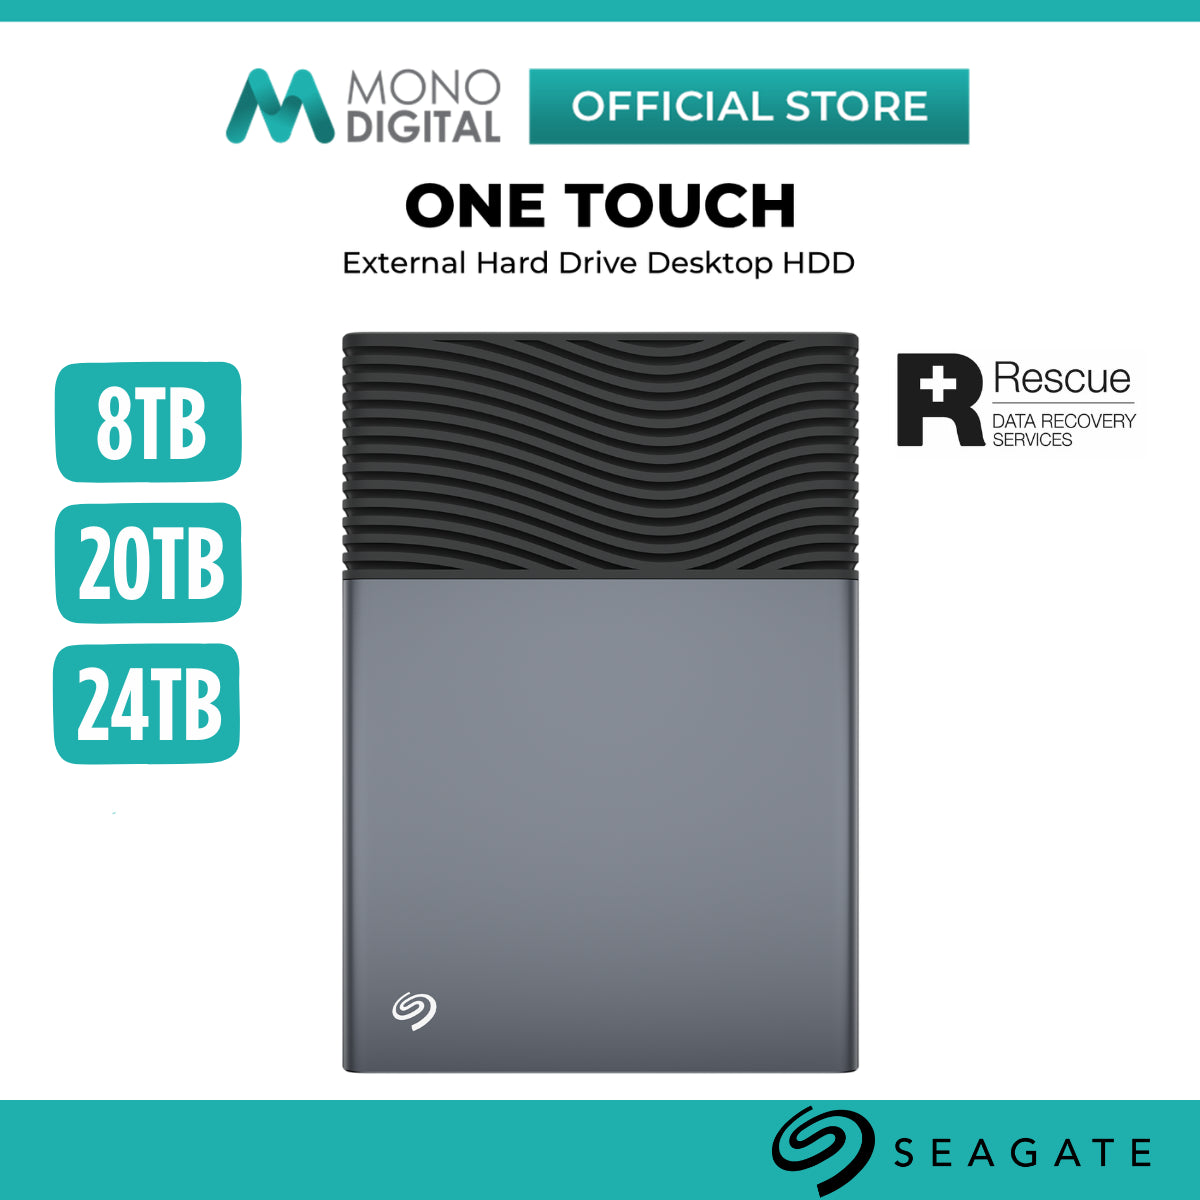 MONO
DIGITAL
OFFICIAL STORE
ONE TOUCH
External Hard Drive Desktop HDD
8TB
20TB
24TB
R
Rescue
DATA RECOVERY
SERVICES
SEAGATE